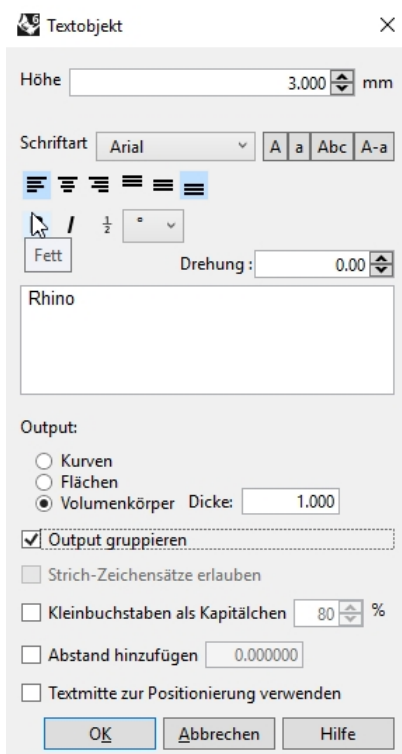 Textobjekt
Höhe 3.000 mm
Schriftart Arial A a Abc A-a
I ½ °
Fett
Drehung : 0.00
Rhino
Output:
Kurven
Flächen
Volumenkörper Dicke: 1.000
Output gruppieren
Strich-Zeichensätze erlauben
Kleinbuchstaben als Kapitälchen 80 %
Abstand hinzufügen 0.000000
Textmitte zur Positionierung verwenden
OK Abbrechen Hilfe